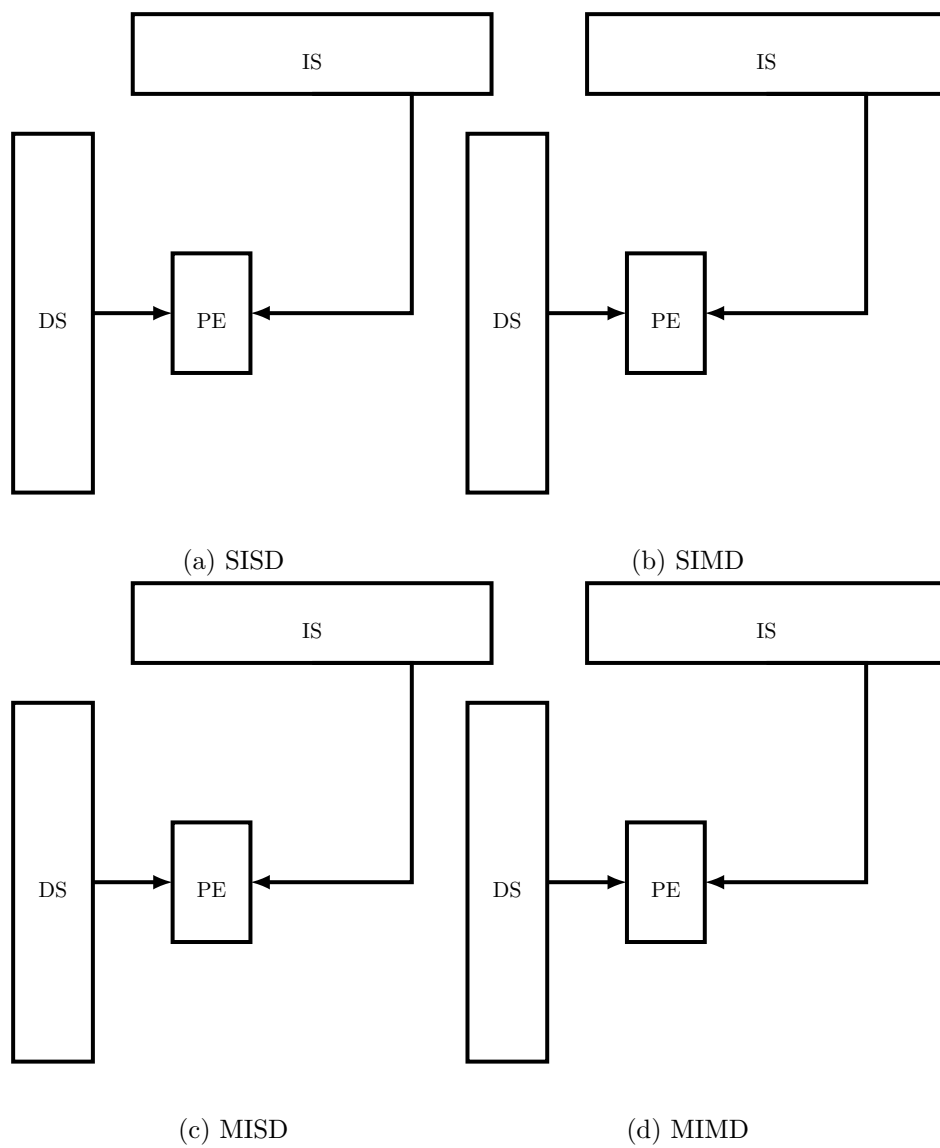 IS
IS
DS
PE
DS
PE
(a) SISD
(b) SIMD
IS
IS
DS
PE
DS
PE
(c) MISD
(d) MIMD